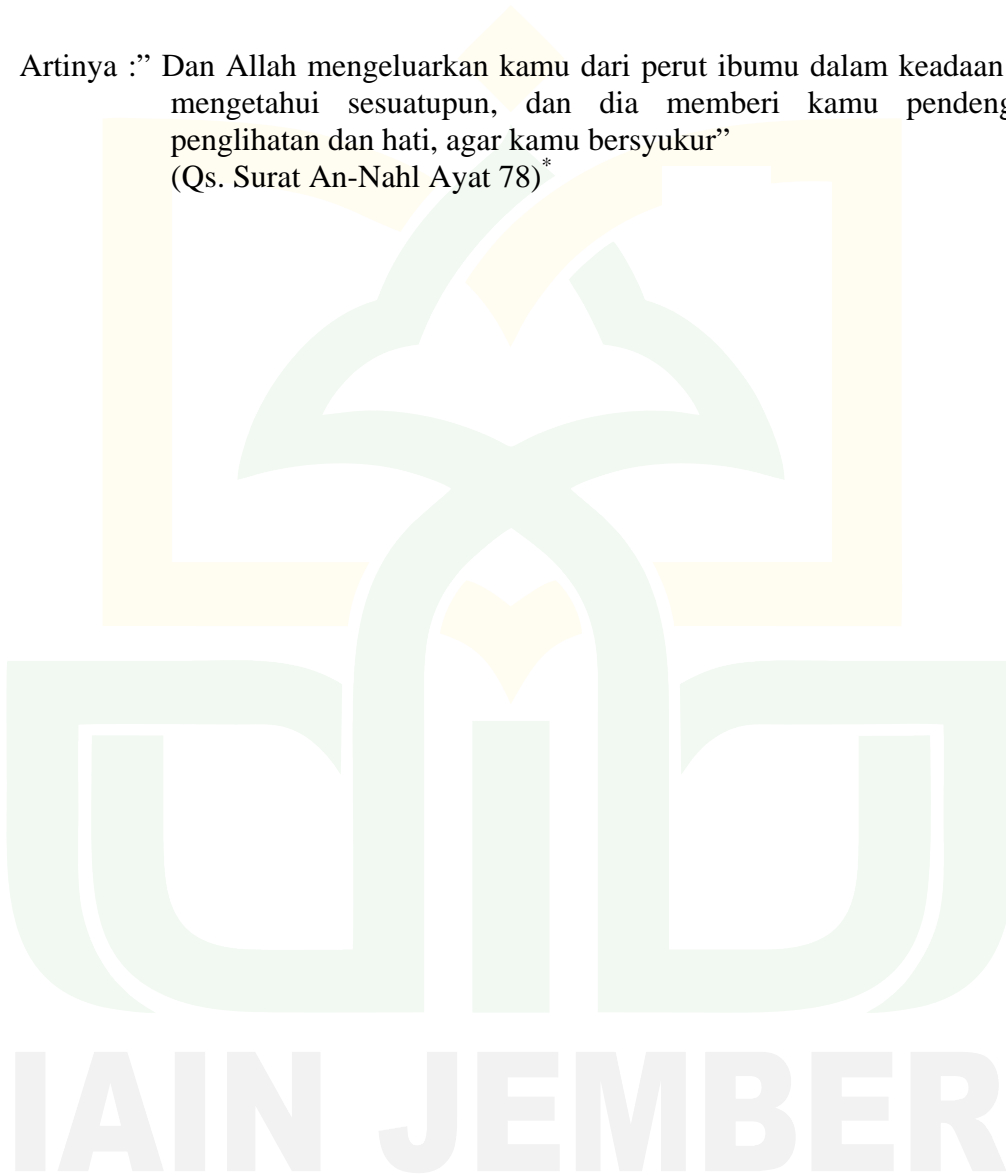 Artinya :” Dan Allah mengeluarkan kamu dari perut ibumu dalam keadaan
mengetahui sesuatupun, dan dia memberi kamu
penglihatan dan hati, agar kamu bersyukur”
(Qs. Surat An-Nahl Ayat 78)*
IAIN JEMBER